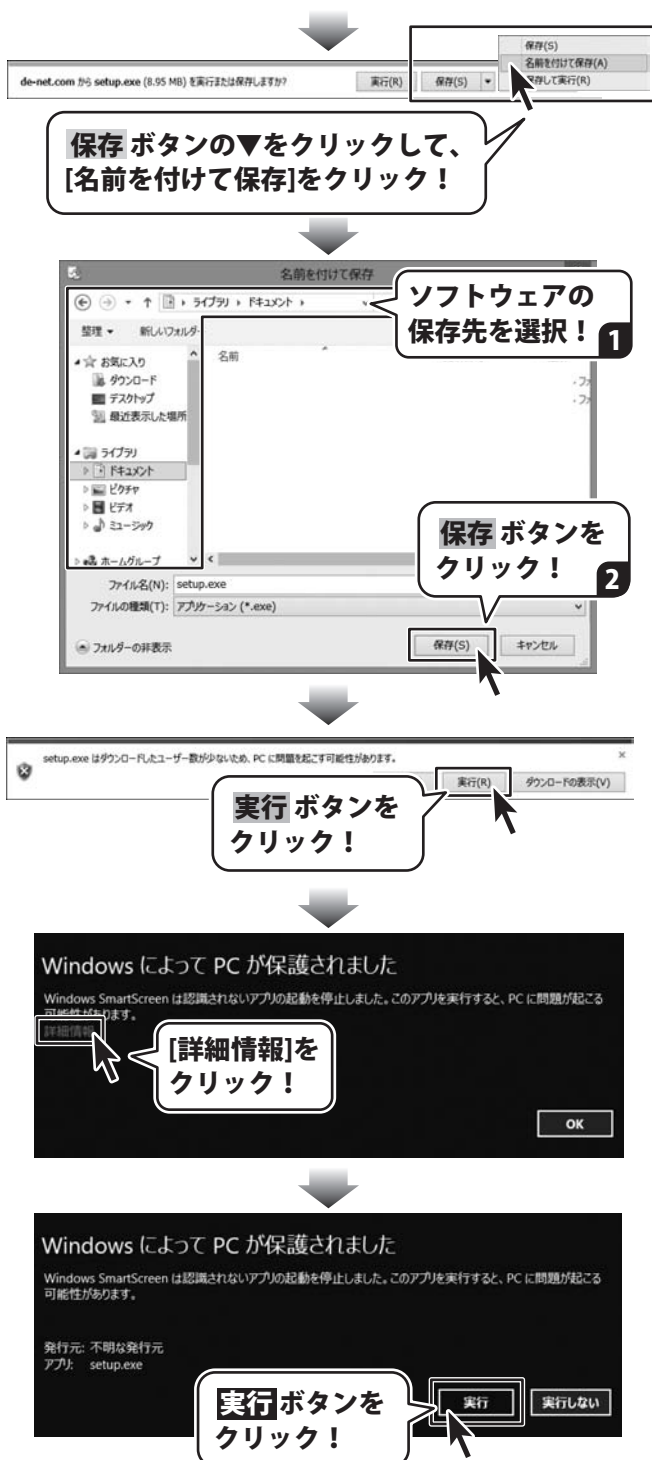 保存(S)
名前を付けて保存(A)
保存して実行(R)
de-net.com から setup.exe (8.95 MB) を実行または保存しますか?
実行(R)
保存(S)
保存 ボタンの▼をクリックして、
[名前を付けて保存]をクリック！
名前を付けて保存
ライブラリ
ドキュメント
ソフトウェアの
保存先を選択！
1
整理
新しいフォルダ
名前
お気に入り
ダウンロード
デスクトップ
最近表示した場所
ライブラリ
ドキュメント
ピクチャ
ビデオ
ミュージック
ホームグループ
保存 ボタンを
クリック！
2
ファイル名(N): setup.exe
ファイルの種類(T): アプリケーション (*.exe)
フォルダーの非表示
保存(S)
キャンセル
setup.exe はダウンロードしたユーザー数が少ないため、PC に問題を起こす可能性があります。
実行(R)
ダウンロードの表示(V)
実行 ボタンを
クリック！
Windows によって PC が保護されました
Windows SmartScreen は認識されないアプリの起動を停止しました。このアプリを実行すると、PC に問題が起こる
可能性があります。
詳細情報
[詳細情報]を
クリック！
OK
Windows によって PC が保護されました
Windows SmartScreen は認識されないアプリの起動を停止しました。このアプリを実行すると、PC に問題が起こる
可能性があります。
発行元: 不明な発行元
アプリ: setup.exe
実行 ボタンを
クリック！
実行
実行しない